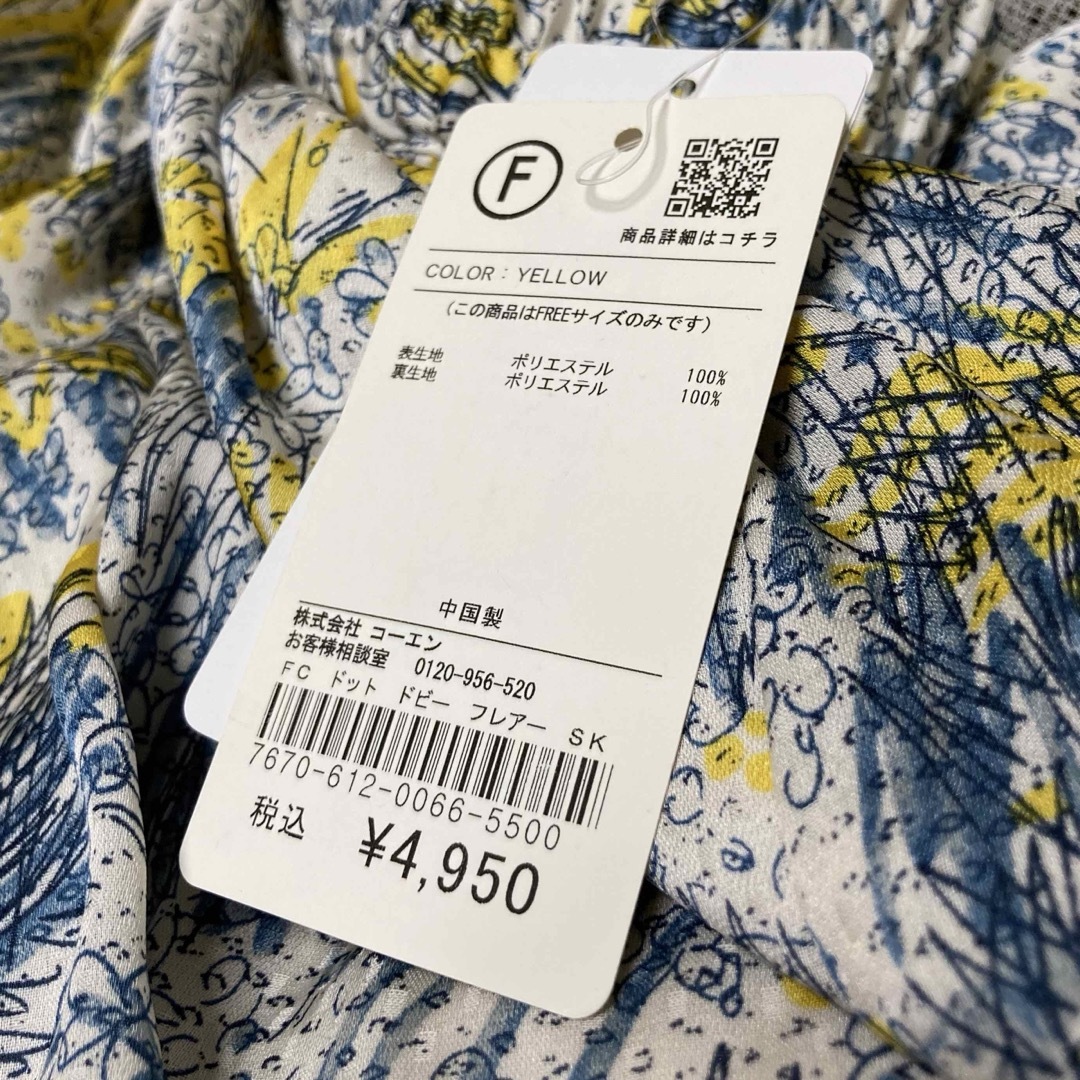 F
商品詳細はコチラ
COLOR : YELLOW
(この商品はFREEサイズのみです)
表生地 ポリエステル 100%
裏生地 ポリエステル 100%
中国製
株式会社 コーエン
お客様相談室 0120-956-520
FC ドット ドビー フレアー SK
7670-612-0066-5500
税込 ¥4,950